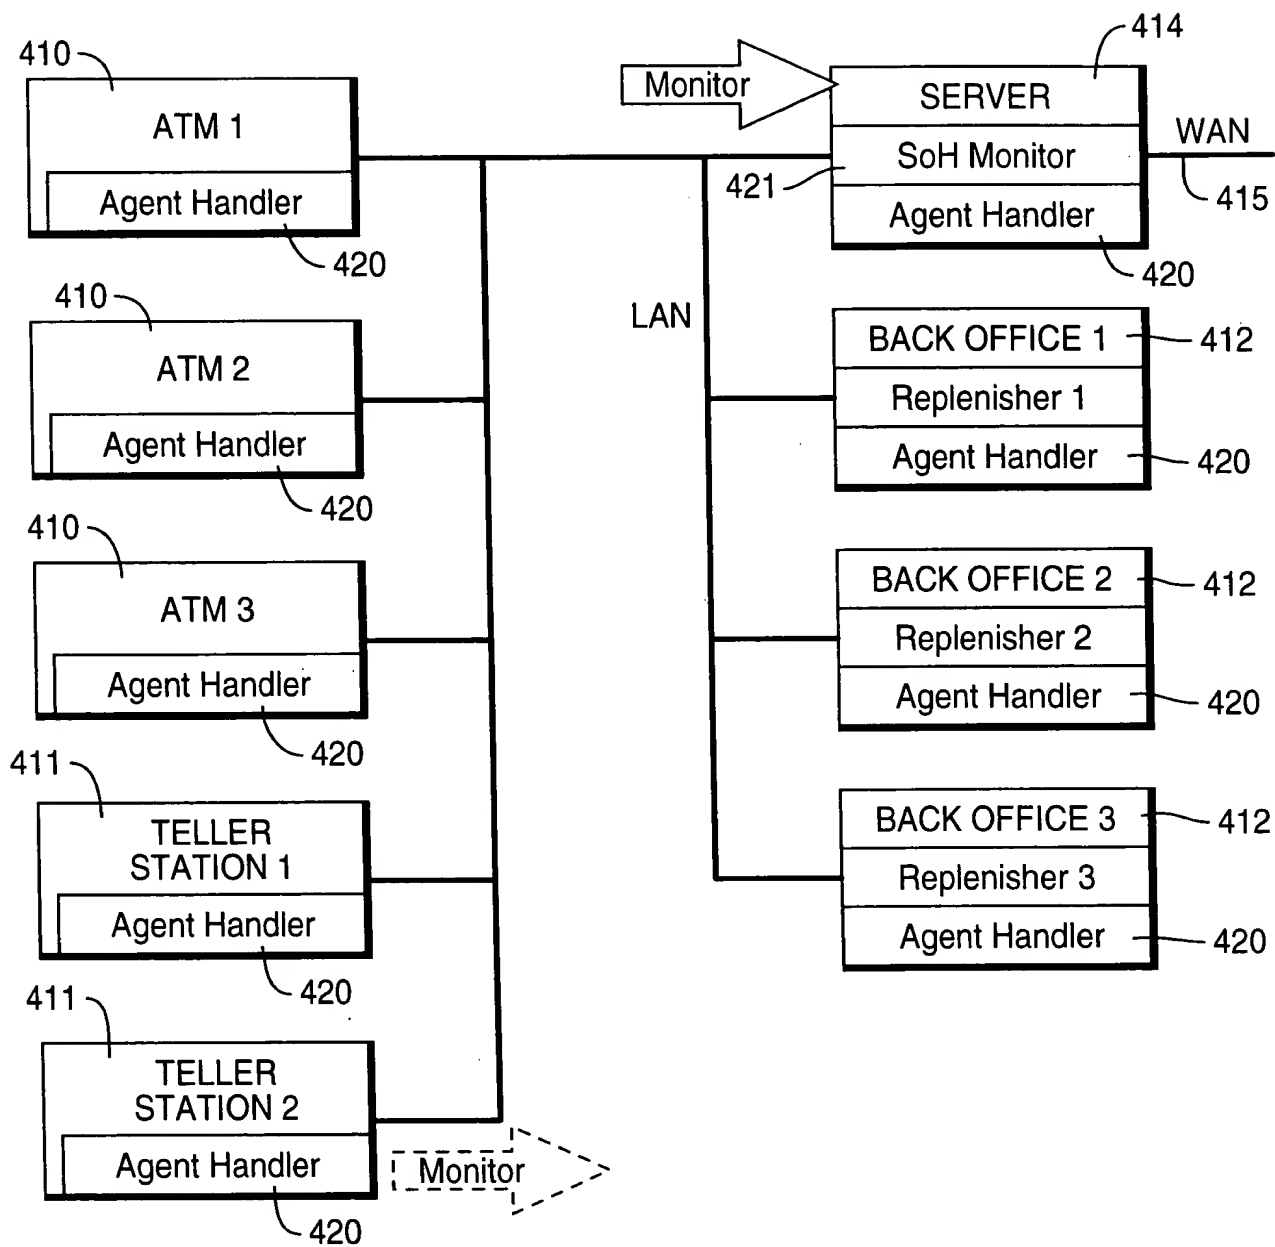 410
ATM 1
Agent Handler
420
410
ATM 2
Agent Handler
420
410
ATM 3
Agent Handler
420
411
TELLER
STATION 1
Agent Handler
420
411
TELLER
STATION 2
Agent Handler
420
Monitor
LAN
Monitor
414
SERVER
SoH Monitor
Agent Handler
421
420
WAN
415
BACK OFFICE 1
412
Replenisher 1
Agent Handler
420
BACK OFFICE 2
412
Replenisher 2
Agent Handler
420
BACK OFFICE 3
412
Replenisher 3
Agent Handler
420